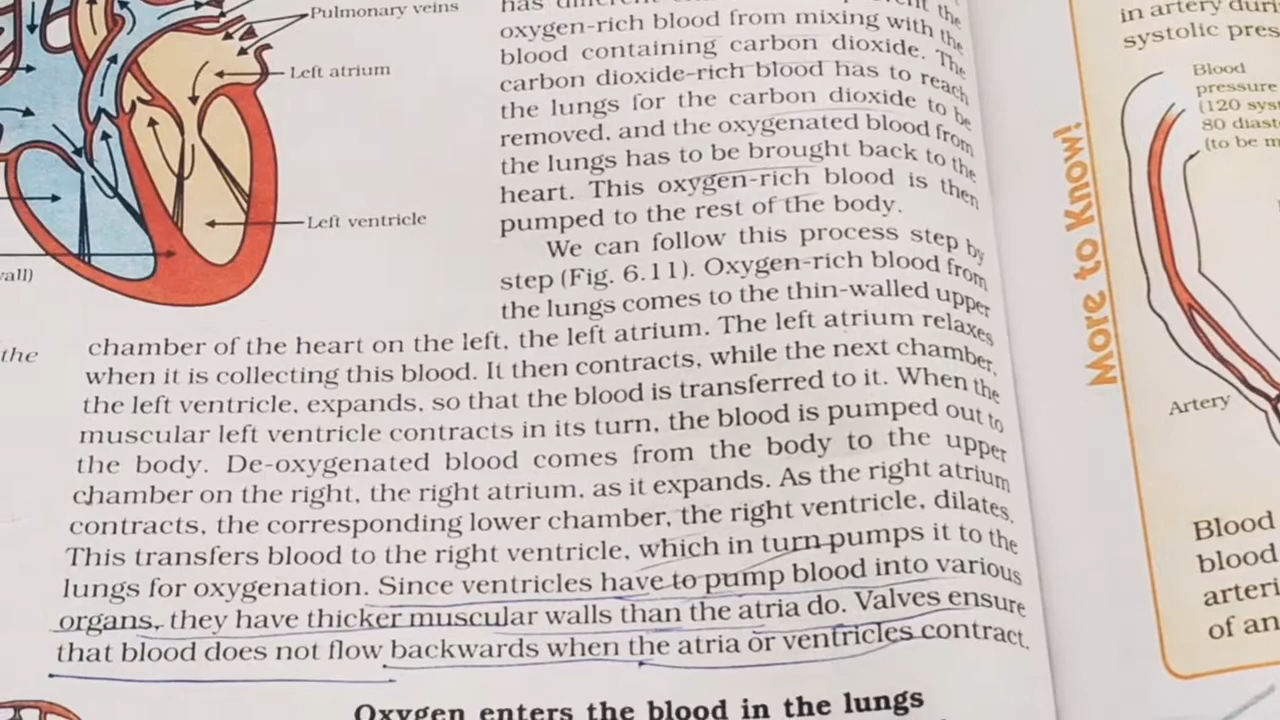 Pulmonary veins
Left atrium
Left ventricle
the
oxygen-rich blood from mixing with the
blood containing carbon dioxide. The
carbon dioxide-rich blood has to reach
the lungs for the carbon dioxide to be
removed, and the oxygenated blood from
the lungs has to be brought back to the
heart. This oxygen-rich blood is then
pumped to the rest of the body.
We can follow this process step by
step (Fig. 6.11). Oxygen-rich blood from
the lungs comes to the thin-walled upper
chamber of the heart on the left, the left atrium. The left atrium relaxes
when it is collecting this blood. It then contracts, while the next chamber,
the left ventricle, expands, so that the blood is transferred to it. When the
muscular left ventricle contracts in its turn, the blood is pumped out to
the body. De-oxygenated blood comes from the body to the upper
chamber on the right, the right atrium, as it expands. As the right atrium
contracts, the corresponding lower chamber, the right ventricle, dilates.
This transfers blood to the right ventricle, which in turn pumps it to the
lungs for oxygenation. Since ventricles have to pump blood into various
organs, they have thicker muscular walls than the atria do. Valves ensure
that blood does not flow backwards when the atria or ventricles contract.
Oxygen enters the blood in the lungs
More to Know!
in artery
systolic
Blood
pressure
(120
80
(to be
Artery
Blood
blood
of an